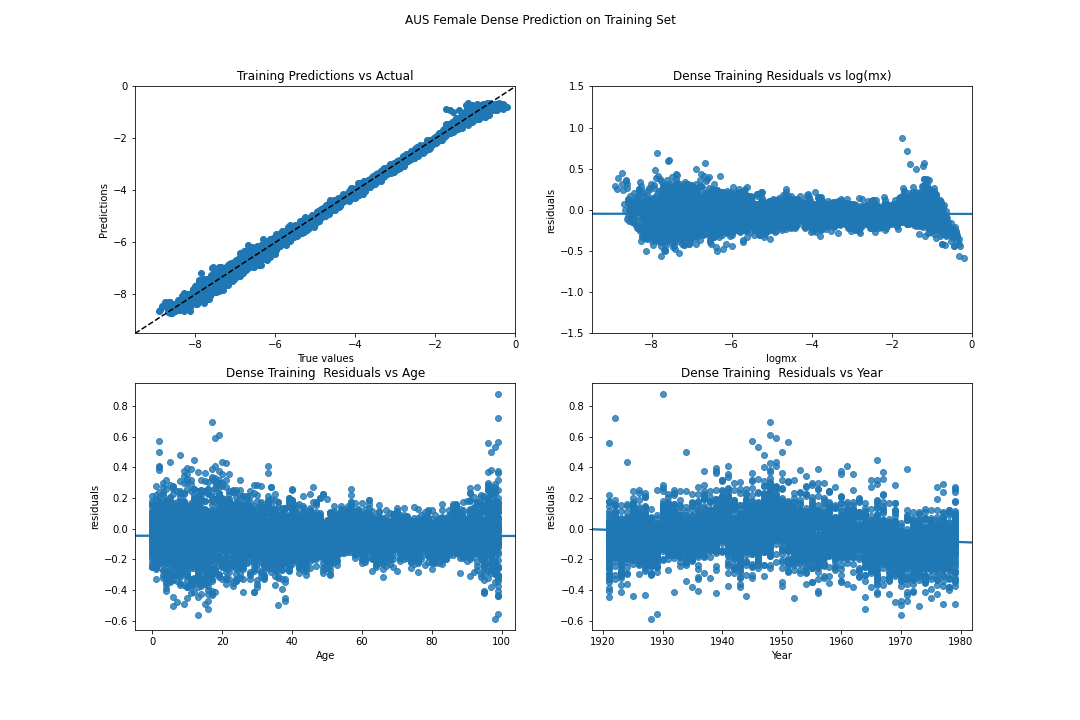 AUS Female Dense Prediction on Training Set
Training Predictions vs Actual
0
−2
−4
−6
−8
Predictions
−8 −6 −4 −2 0
True values
Dense Training Residuals vs log(mx)
1.5
1.0
0.5
0.0
−0.5
−1.0
−1.5
residuals
−8 −6 −4 −2 0
logmx
Dense Training  Residuals vs Age
0.8
0.6
0.4
0.2
0.0
−0.2
−0.4
−0.6
residuals
0 20 40 60 80 100
Age
Dense Training  Residuals vs Year
0.8
0.6
0.4
0.2
0.0
−0.2
−0.4
−0.6
residuals
1920 1930 1940 1950 1960 1970 1980
Year